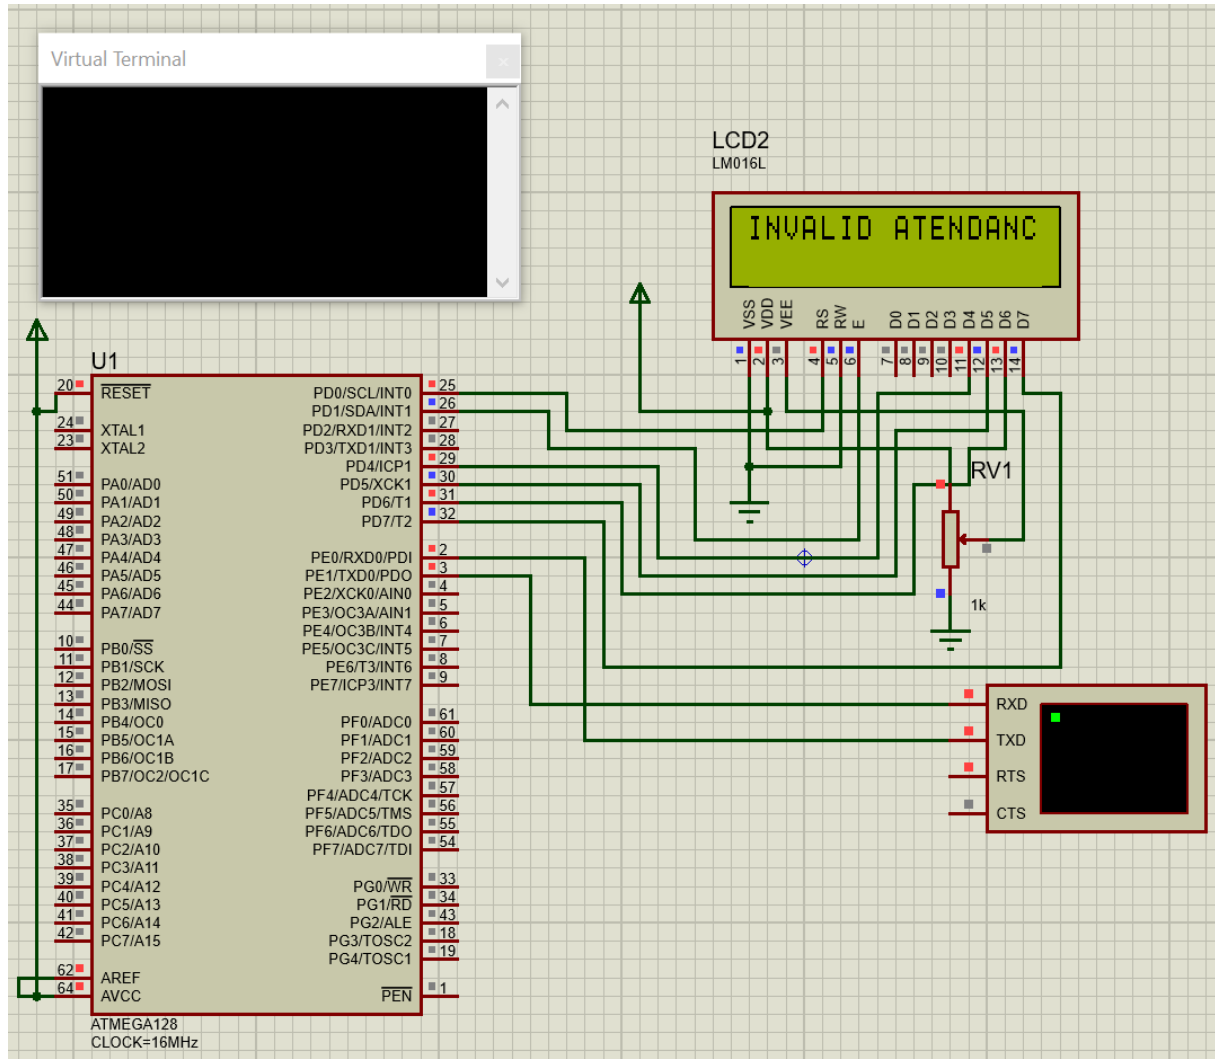 Virtual Terminal
LCD2
LM016L
INVALID ATENDANC
VSS
VDD
VEE
RS
RW
E
D0
D1
D2
D3
D4
D5
D6
D7
1
2
3
4
5
6
7
8
9
10
11
12
13
14
U1
20 RESET
24 XTAL1
23 XTAL2
51 PA0/AD0
50 PA1/AD1
49 PA2/AD2
48 PA3/AD3
47 PA4/AD4
46 PA5/AD5
45 PA6/AD6
44 PA7/AD7
10 PB0/SS
11 PB1/SCK
12 PB2/MOSI
13 PB3/MISO
14 PB4/OC0
15 PB5/OC1A
16 PB6/OC1B
17 PB7/OC2/OC1C
35 PC0/A8
36 PC1/A9
37 PC2/A10
38 PC3/A11
39 PC4/A12
40 PC5/A13
41 PC6/A14
42 PC7/A15
62 AREF
64 AVCC
PD0/SCL/INT0 25
PD1/SDA/INT1 26
PD2/RXD1/INT2 27
PD3/TXD1/INT3 28
PD4/ICP1 29
PD5/XCK1 30
PD6/T1 31
PD7/T2 32
PE0/RXD0/PDI 2
PE1/TXD0/PDO 3
PE2/XCK0/AIN0 4
PE3/OC3A/AIN1 5
PE4/OC3B/INT4 6
PE5/OC3C/INT5 7
PE6/T3/INT6 8
PE7/ICP3/INT7 9
PF0/ADC0 61
PF1/ADC1 60
PF2/ADC2 59
PF3/ADC3 58
PF4/ADC4/TCK 57
PF5/ADC5/TMS 56
PF6/ADC6/TDO 55
PF7/ADC7/TDI 54
PG0/WR 33
PG1/RD 34
PG2/ALE 43
PG3/TOSC2 18
PG4/TOSC1 19
PEN 1
ATMEGA128
CLOCK=16MHz
RV1
1k
RXD
TXD
RTS
CTS